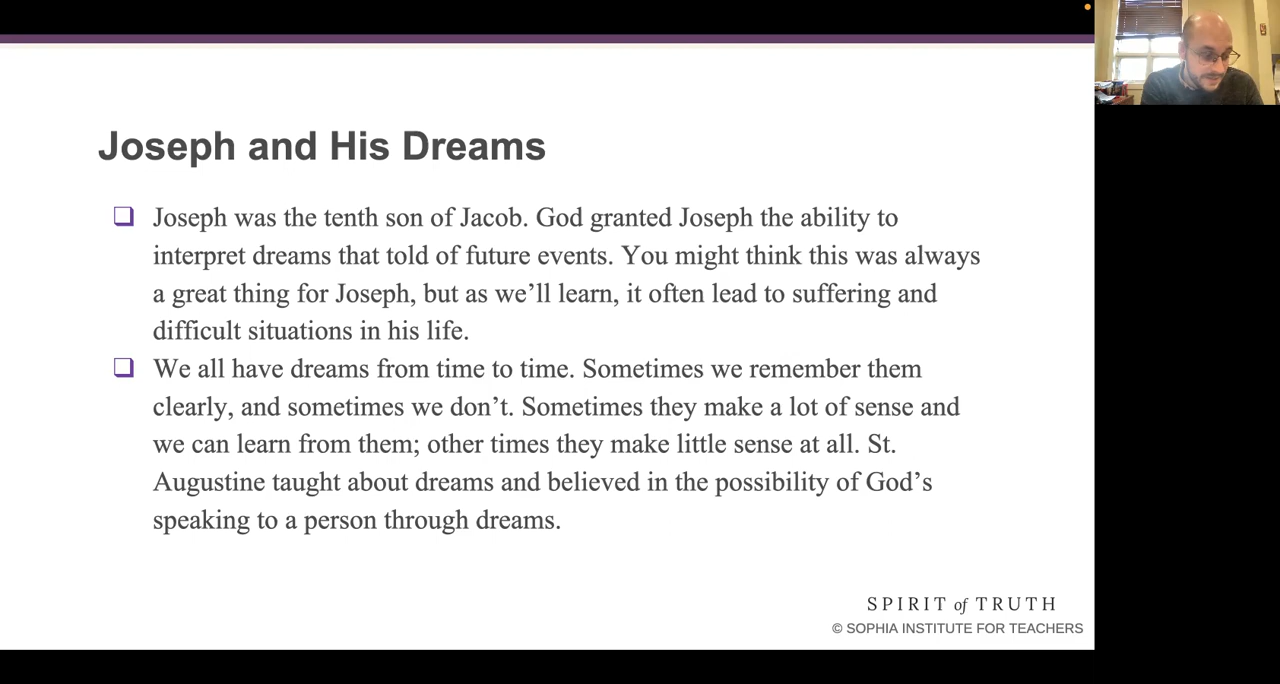 Joseph and His Dreams
❑ Joseph was the tenth son of Jacob. God granted Joseph the ability to
interpret dreams that told of future events. You might think this was always
a great thing for Joseph, but as we’ll learn, it often lead to suffering and
difficult situations in his life.
❑ We all have dreams from time to time. Sometimes we remember them
clearly, and sometimes we don’t. Sometimes they make a lot of sense and
we can learn from them; other times they make little sense at all. St.
Augustine taught about dreams and believed in the possibility of God’s
speaking to a person through dreams.
SPIRIT of TRUTH
© SOPHIA INSTITUTE FOR TEACHERS